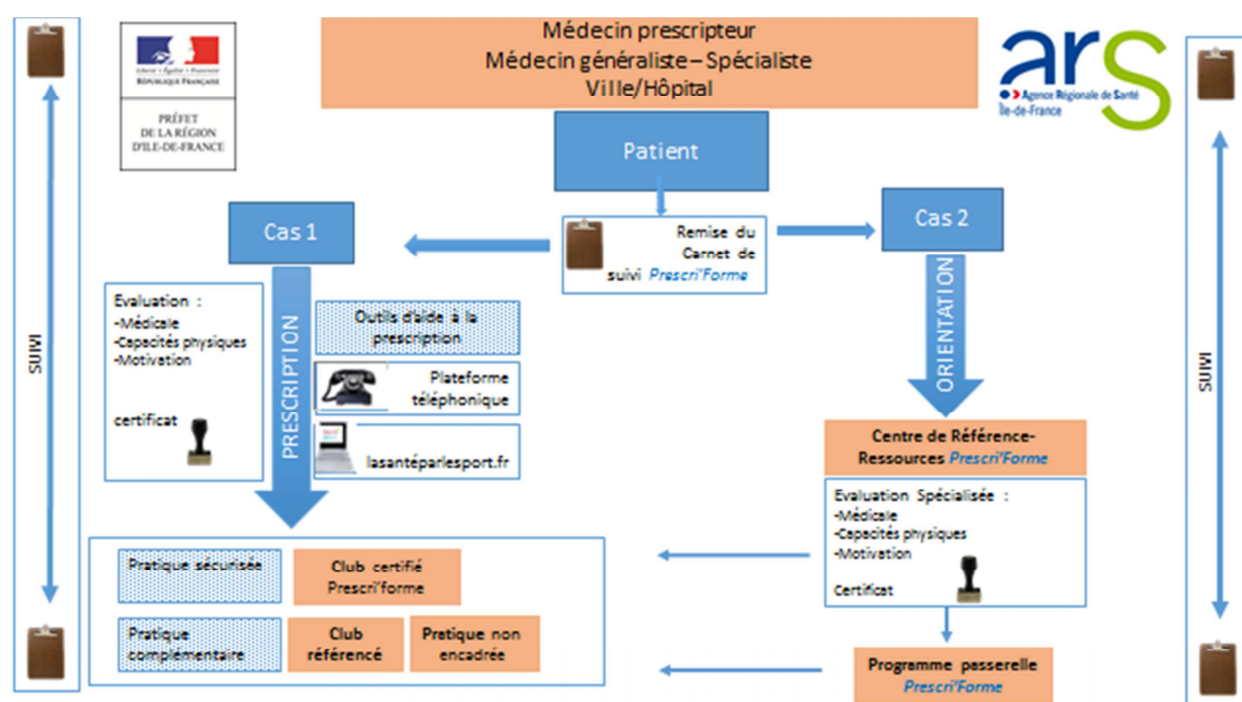 Médecin prescripteur
Médecin généraliste – Spécialiste
Ville/Hôpital
Liberté • Égalité • Fraternité
RÉPUBLIQUE FRANÇAISE
PRÉFET
DE LA RÉGION
D'ILE-DE-FRANCE
ars
Agence Régionale de Santé
Île-de-France
Patient
Cas 1
Remise du
Carnet de
suivi Prescri'Forme
Cas 2
SUIVI
Evaluation :
-Médicale
-Capacités physiques
-Motivation
certificat
PRESCRIPTION
Outils d'aide à la
prescription
Plateforme
téléphonique
lasantéparlesport.fr
ORIENTATION
Centre de Référence-
Ressources Prescri'Forme
Evaluation Spécialisée :
-Médicale
-Capacités physiques
-Motivation
Certificat
Pratique sécurisée
Club certifié
Prescri'forme
Pratique
complémentaire
Club
référencé
Pratique non
encadrée
Programme passerelle
Prescri'Forme
SUIVI